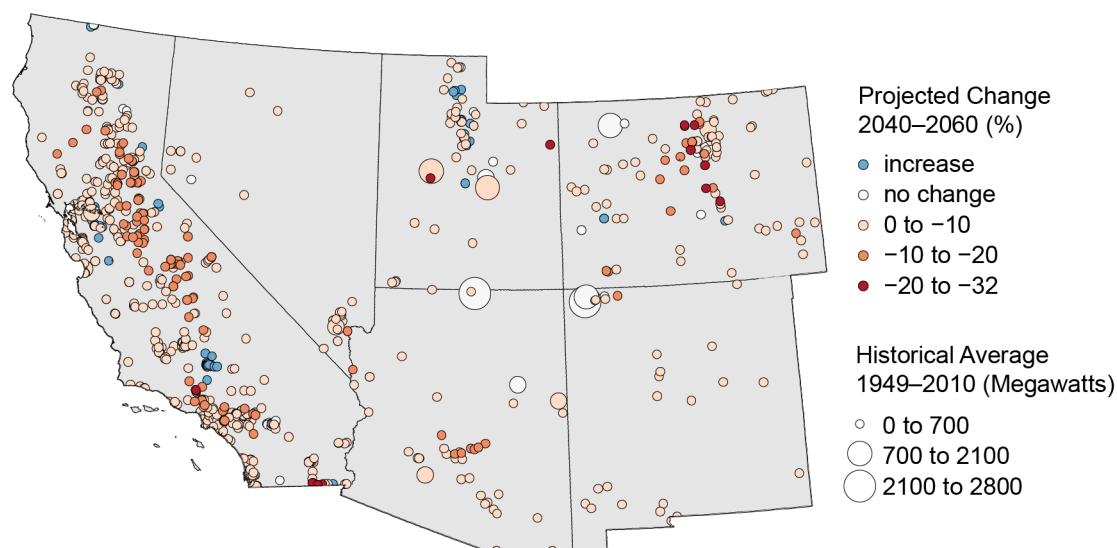 Projected Change
2040–2060 (%)
increase
no change
0 to −10
−10 to −20
−20 to −32
Historical Average
1949–2010 (Megawatts)
0 to 700
700 to 2100
2100 to 2800